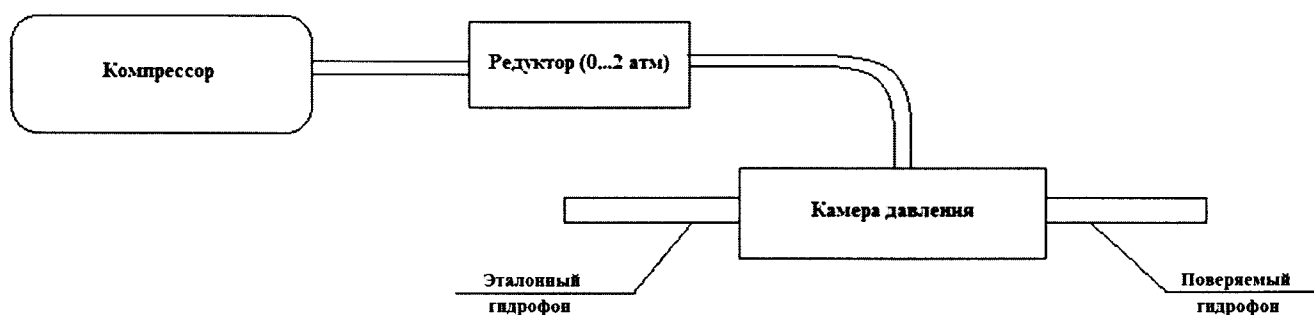 Компрессор
Редуктор (0...2 атм)
Камера давления
Эталонный
гидрофон
Поверяемый
гидрофон